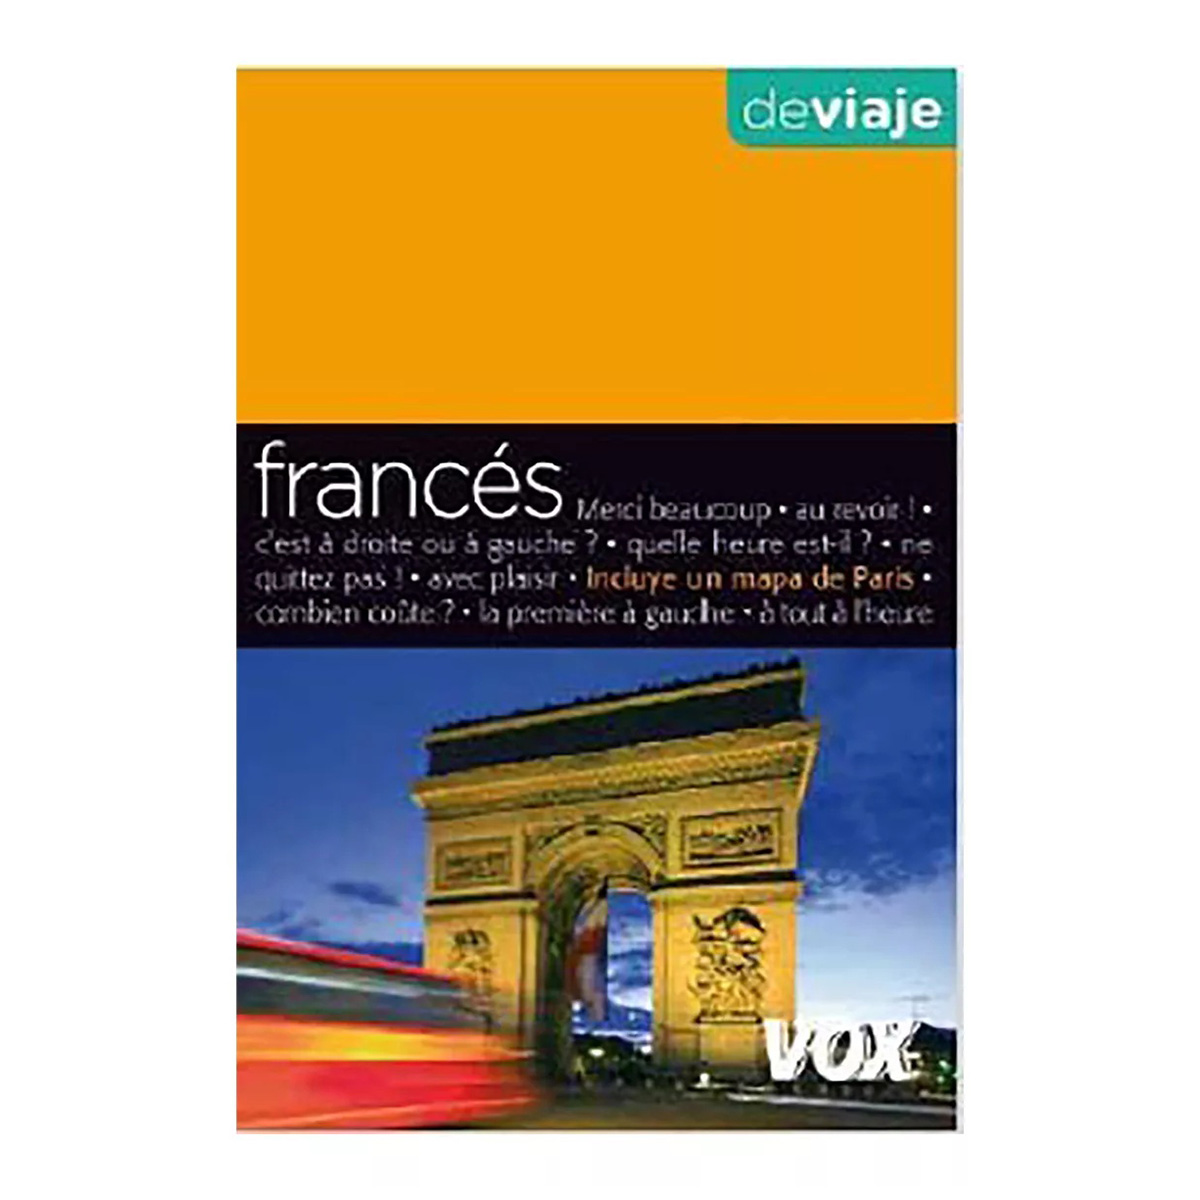 deviaje
francés Merci beaucoup • au revoir ! •
c'est à droite ou à gauche ? • quelle heure est-il ? • ne
quittez pas ! • avec plaisir • Incluye un mapa de Paris •
combien coûte ? • la première à gauche • à tout à l'heure
VOX